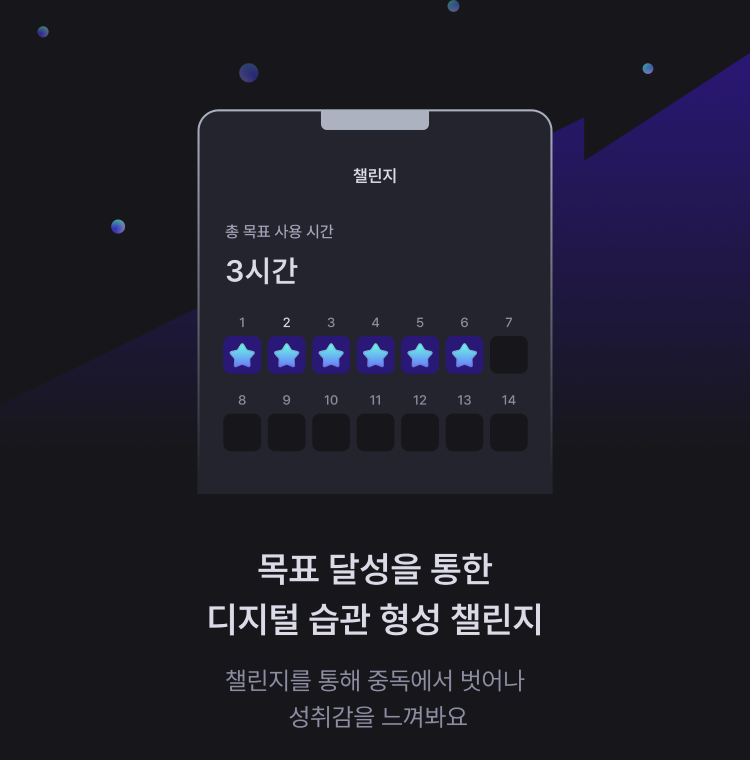 챌린지
총 목표 사용 시간
3시간
1 2 3 4 5 6 7
8 9 10 11 12 13 14
목표 달성을 통한
디지털 습관 형성 챌린지
챌린지를 통해 중독에서 벗어나
성취감을 느껴봐요